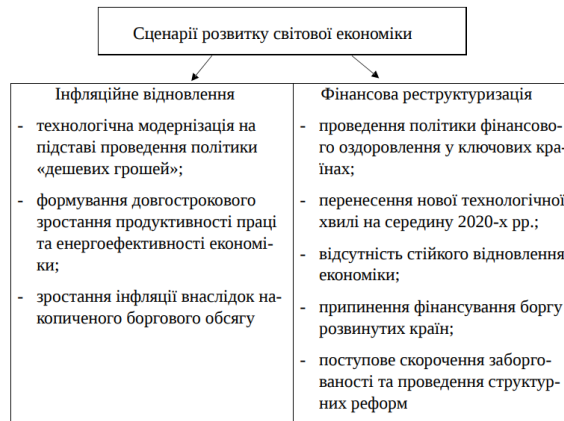 Сценарії розвитку світової економіки
Інфляційне відновлення
- технологічна модернізація на
підставі проведення політики
«дешевих грошей»;
- формування довгострокового
зростання продуктивності праці
та енергоефективності економі-
ки;
- зростання інфляції внаслідок на-
копиченого боргового обсягу
Фінансова реструктуризація
- проведення політики фінансово-
го оздоровлення у ключових кра-
їнах;
- перенесення нової технологічної
хвилі на середину 2020-х рр.;
- відсутність стійкого відновлення
економіки;
- припинення фінансування боргу
розвинутих країн;
- поступове скорочення заборго-
ваності та проведення структур-
них реформ